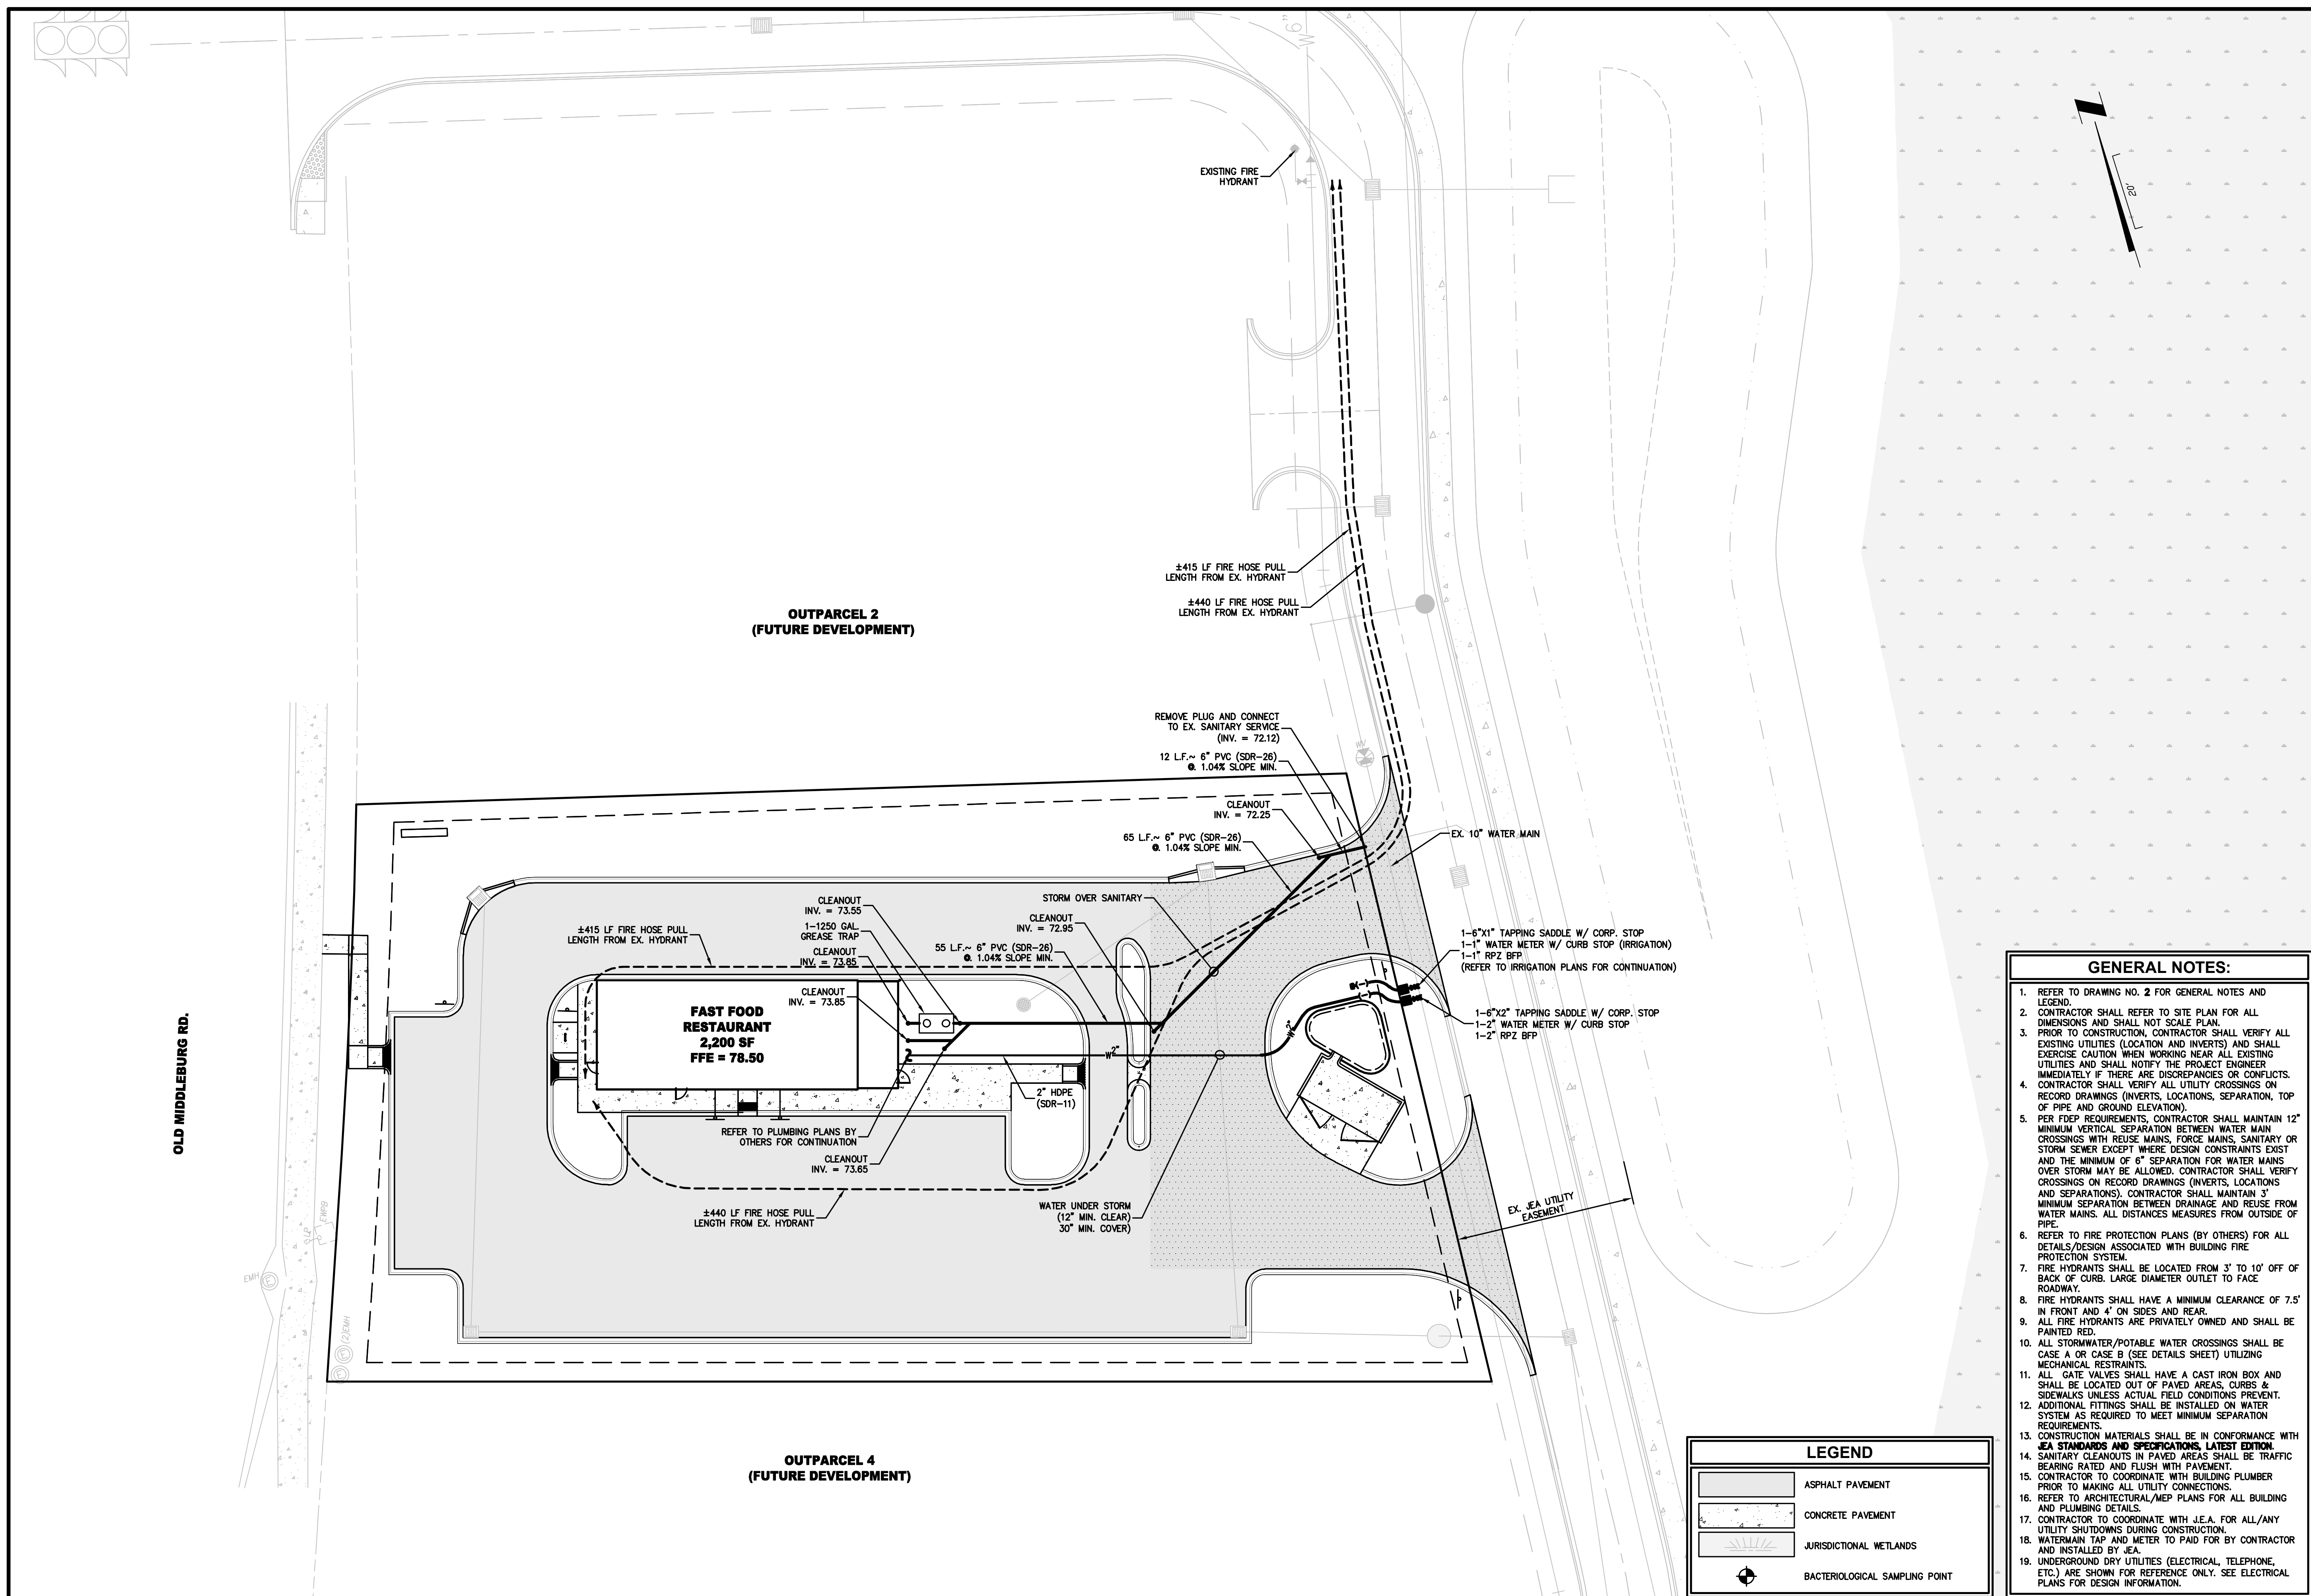 6" W
20'
EXISTING FIRE
HYDRANT
±415 LF FIRE HOSE PULL
LENGTH FROM EX. HYDRANT
±440 LF FIRE HOSE PULL
LENGTH FROM EX. HYDRANT
OUTPARCEL 2
(FUTURE DEVELOPMENT)
REMOVE PLUG AND CONNECT
TO EX. SANITARY SERVICE
(INV. = 72.12)
WV
12 L.F.~ 6" PVC (SDR-26)
@. 1.04% SLOPE MIN.
CLEANOUT
INV. = 72.25
65 L.F.~ 6" PVC (SDR-26)
@. 1.04% SLOPE MIN.
EX. 10" WATER MAIN
STORM OVER SANITARY
CLEANOUT
INV. = 73.55
CLEANOUT
INV. = 72.95
1-1250 GAL.
GREASE TRAP
±415 LF FIRE HOSE PULL
LENGTH FROM EX. HYDRANT
55 L.F.~ 6" PVC (SDR-26)
@. 1.04% SLOPE MIN.
CLEANOUT
INV. = 73.85
CLEANOUT
INV. = 73.85
1-6"X1" TAPPING SADDLE W/ CORP. STOP
1-1" WATER METER W/ CURB STOP (IRRIGATION)
1-1" RPZ BFP
(REFER TO IRRIGATION PLANS FOR CONTINUATION)
1-6"X2" TAPPING SADDLE W/ CORP. STOP
1-2" WATER METER W/ CURB STOP
1-2" RPZ BFP
FAST FOOD
RESTAURANT
2,200 SF
FFE = 78.50
W2"
W2"
2" HDPE
(SDR-11)
OLD MIDDLEBURG RD.
REFER TO PLUMBING PLANS BY
OTHERS FOR CONTINUATION
CLEANOUT
INV. = 73.65
±440 LF FIRE HOSE PULL
LENGTH FROM EX. HYDRANT
WATER UNDER STORM
(12" MIN. CLEAR)
30" MIN. COVER)
EX. JEA UTILITY
EASEMENT
EWPB
LP
EMH
E
(2)EMH
E
E
OUTPARCEL 4
(FUTURE DEVELOPMENT)
LEGEND
ASPHALT PAVEMENT
CONCRETE PAVEMENT
JURISDICTIONAL WETLANDS
BACTERIOLOGICAL SAMPLING POINT
GENERAL NOTES:
1. REFER TO DRAWING NO. 2 FOR GENERAL NOTES AND
LEGEND.
2. CONTRACTOR SHALL REFER TO SITE PLAN FOR ALL
DIMENSIONS AND SHALL NOT SCALE PLAN.
3. PRIOR TO CONSTRUCTION, CONTRACTOR SHALL VERIFY ALL
EXISTING UTILITIES (LOCATION AND INVERTS) AND SHALL
EXERCISE CAUTION WHEN WORKING NEAR ALL EXISTING
UTILITIES AND SHALL NOTIFY THE PROJECT ENGINEER
IMMEDIATELY IF THERE ARE DISCREPANCIES OR CONFLICTS.
4. CONTRACTOR SHALL VERIFY ALL UTILITY CROSSINGS ON
RECORD DRAWINGS (INVERTS, LOCATIONS, SEPARATION, TOP
OF PIPE AND GROUND ELEVATION).
5. PER FDEP REQUIREMENTS, CONTRACTOR SHALL MAINTAIN 12"
MINIMUM VERTICAL SEPARATION BETWEEN WATER MAIN
CROSSINGS WITH REUSE MAINS, FORCE MAINS, SANITARY OR
STORM SEWER EXCEPT WHERE DESIGN CONSTRAINTS EXIST
AND THE MINIMUM OF 6" SEPARATION FOR WATER MAINS
OVER STORM MAY BE ALLOWED. CONTRACTOR SHALL VERIFY
CROSSINGS ON RECORD DRAWINGS (INVERTS, LOCATIONS
AND SEPARATIONS). CONTRACTOR SHALL MAINTAIN 3'
MINIMUM SEPARATION BETWEEN DRAINAGE AND REUSE FROM
WATER MAINS. ALL DISTANCES MEASURES FROM OUTSIDE OF
PIPE.
6. REFER TO FIRE PROTECTION PLANS (BY OTHERS) FOR ALL
DETAILS/DESIGN ASSOCIATED WITH BUILDING FIRE
PROTECTION SYSTEM.
7. FIRE HYDRANTS SHALL BE LOCATED FROM 3' TO 10' OFF OF
BACK OF CURB. LARGE DIAMETER OUTLET TO FACE
ROADWAY.
8. FIRE HYDRANTS SHALL HAVE A MINIMUM CLEARANCE OF 7.5'
IN FRONT AND 4' ON SIDES AND REAR.
9. ALL FIRE HYDRANTS ARE PRIVATELY OWNED AND SHALL BE
PAINTED RED.
10. ALL STORMWATER/POTABLE WATER CROSSINGS SHALL BE
CASE A OR CASE B (SEE DETAILS SHEET) UTILIZING
MECHANICAL RESTRAINTS.
11. ALL GATE VALVES SHALL HAVE A CAST IRON BOX AND
SHALL BE LOCATED OUT OF PAVED AREAS, CURBS &
SIDEWALKS UNLESS ACTUAL FIELD CONDITIONS PREVENT.
12. ADDITIONAL FITTINGS SHALL BE INSTALLED ON WATER
SYSTEM AS REQUIRED TO MEET MINIMUM SEPARATION
REQUIREMENTS.
13. CONSTRUCTION MATERIALS SHALL BE IN CONFORMANCE WITH
JEA STANDARDS AND SPECIFICATIONS, LATEST EDITION.
14. SANITARY CLEANOUTS IN PAVED AREAS SHALL BE TRAFFIC
BEARING RATED AND FLUSH WITH PAVEMENT.
15. CONTRACTOR TO COORDINATE WITH BUILDING PLUMBER
PRIOR TO MAKING ALL UTILITY CONNECTIONS.
16. REFER TO ARCHITECTURAL/MEP PLANS FOR ALL BUILDING
AND PLUMBING DETAILS.
17. CONTRACTOR TO COORDINATE WITH J.E.A. FOR ALL/ANY
UTILITY SHUTDOWNS DURING CONSTRUCTION.
18. WATERMAIN TAP AND METER TO PAID FOR BY CONTRACTOR
AND INSTALLED BY JEA.
19. UNDERGROUND DRY UTILITIES (ELECTRICAL, TELEPHONE,
ETC.) ARE SHOWN FOR REFERENCE ONLY. SEE ELECTRICAL
PLANS FOR DESIGN INFORMATION.